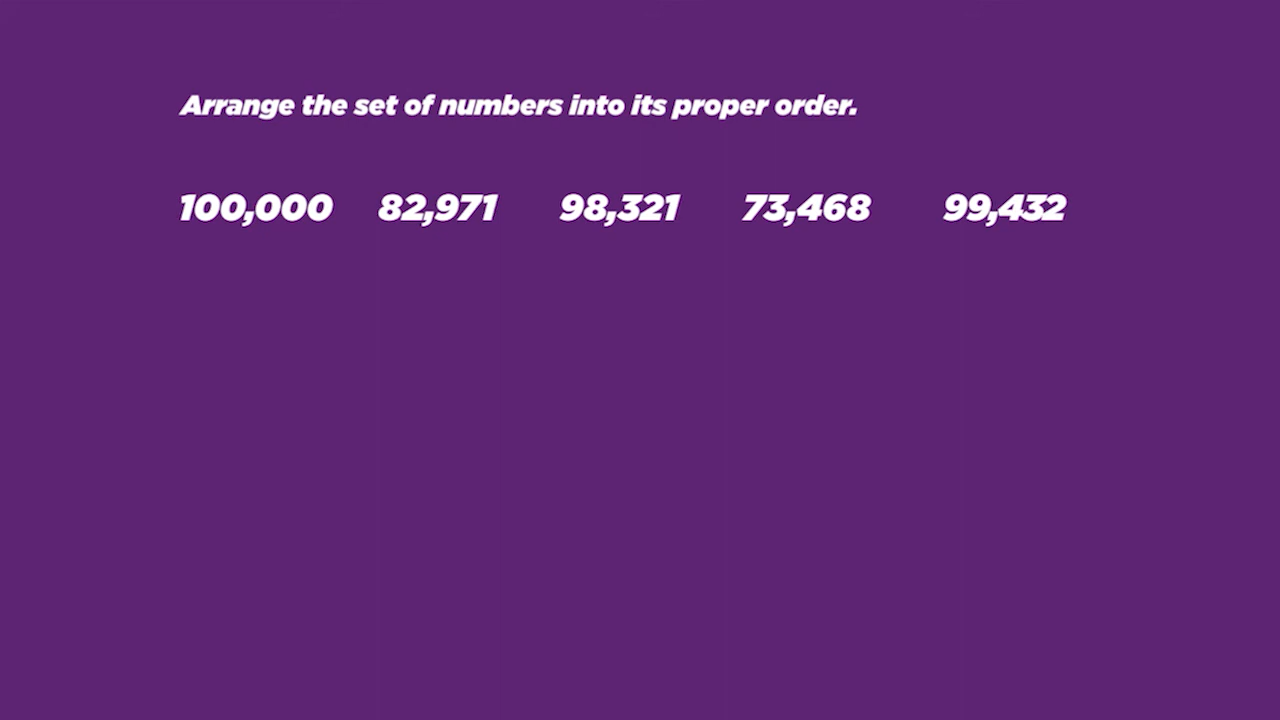 Arrange the set of numbers into its proper order.
100,000 82,971 98,321 73,468 99,432